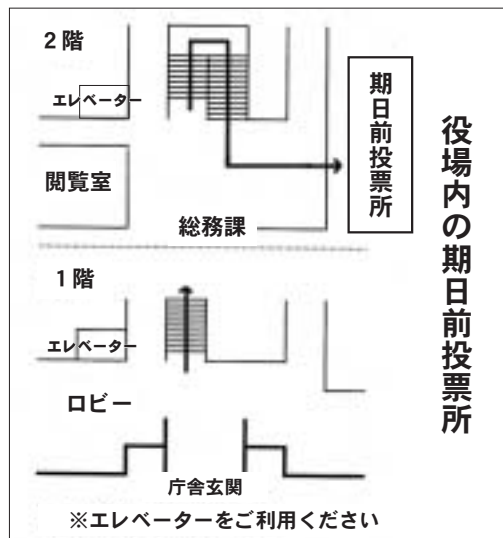 役場内の期日前投票所
2階
エレベーター
期日前投票所
閲覧室
総務課
1階
エレベーター
ロビー
庁舎玄関
※エレベーターをご利用ください